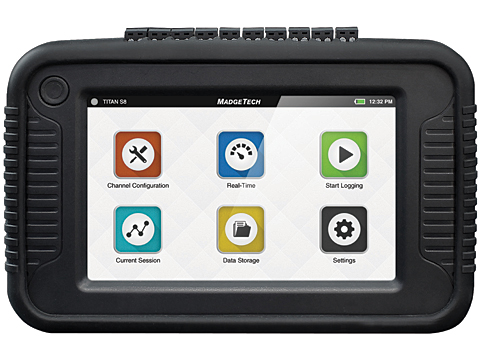 TITAN S8 MADGETECH 12:32 PM
Channel Configuration Real-Time Start Logging
Current Session Data Storage Settings